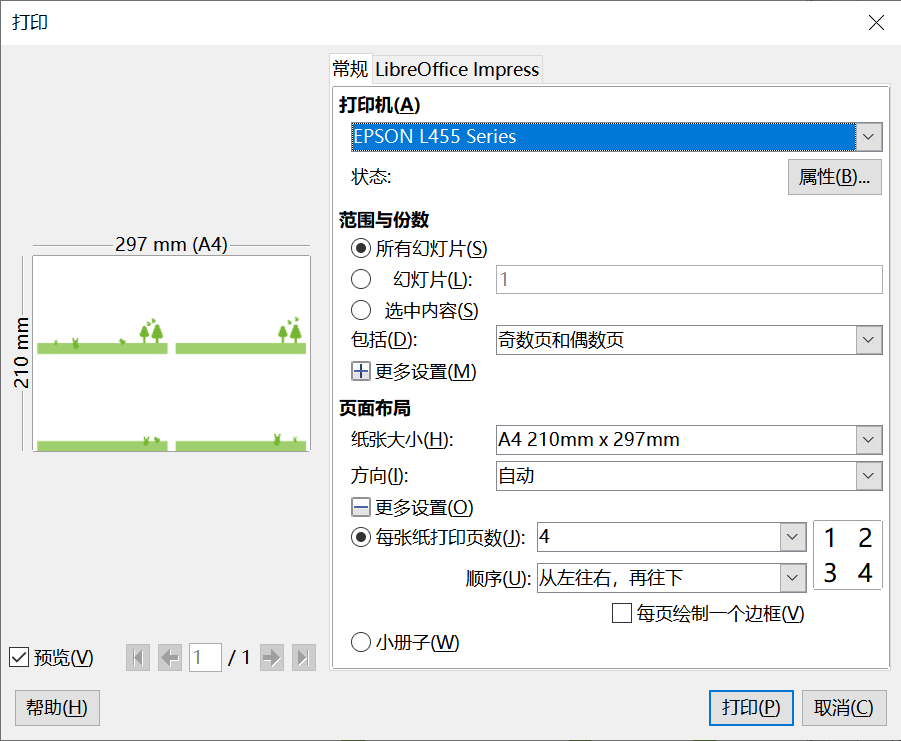 打印
常规 LibreOffice Impress
打印机(A)
EPSON L455 Series
状态:
属性(B)...
范围与份数
所有幻灯片(S)
幻灯片(L): 1
选中内容(S)
包括(D): 奇数页和偶数页
更多设置(M)
页面布局
纸张大小(H): A4 210mm x 297mm
方向(I): 自动
更多设置(O)
每张纸打印页数(J): 4
顺序(U): 从左往右，再往下
1 2
3 4
每页绘制一个边框(V)
小册子(W)
297 mm (A4)
210 mm
预览(V) 1 / 1
帮助(H) 打印(P) 取消(C)